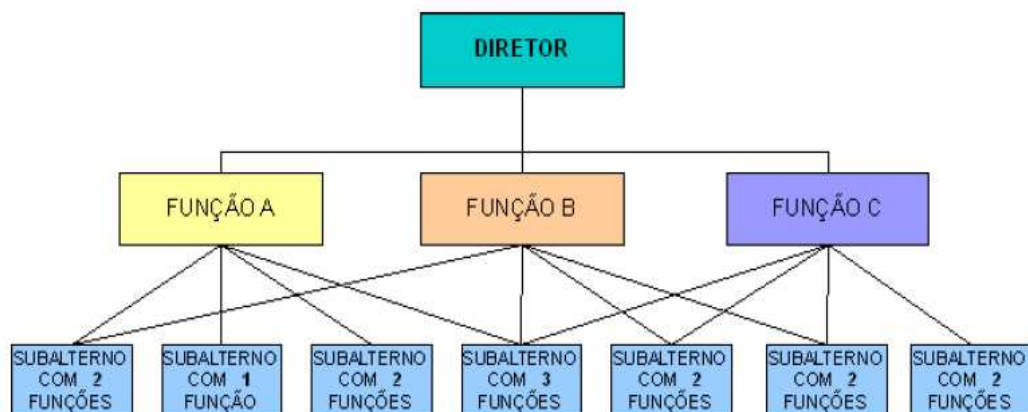 DIRETOR
FUNÇÃO A
FUNÇÃO B
FUNÇÃO C
SUBALTERNO
COM 2
FUNÇÕES
SUBALTERNO
COM 1
FUNÇÃO
SUBALTERNO
COM 2
FUNÇÕES
SUBALTERNO
COM 3
FUNÇÕES
SUBALTERNO
COM 2
FUNÇÕES
SUBALTERNO
COM 2
FUNÇÕES
SUBALTERNO
COM 2
FUNÇÕES